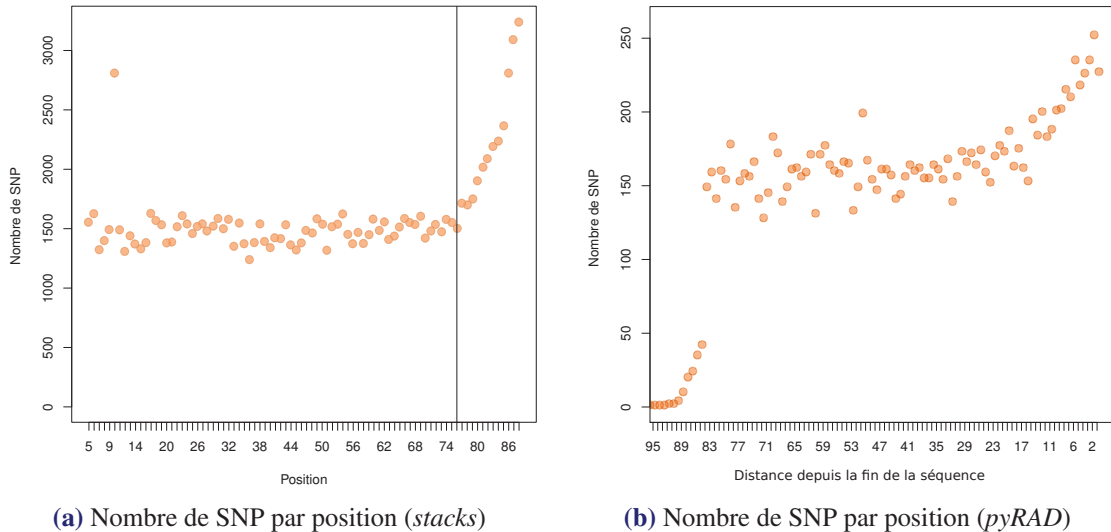 Nombre de SNP
0 500 1000 1500 2000 2500 3000
5 9 14 20 26 32 38 44 50 56 62 68 74 80 86
Position
(a) Nombre de SNP par position (stacks)
Nombre de SNP
0 50 100 150 200 250
95 89 83 77 71 65 59 53 47 41 35 29 23 17 11 6 2
Distance depuis la fin de la séquence
(b) Nombre de SNP par position (pyRAD)